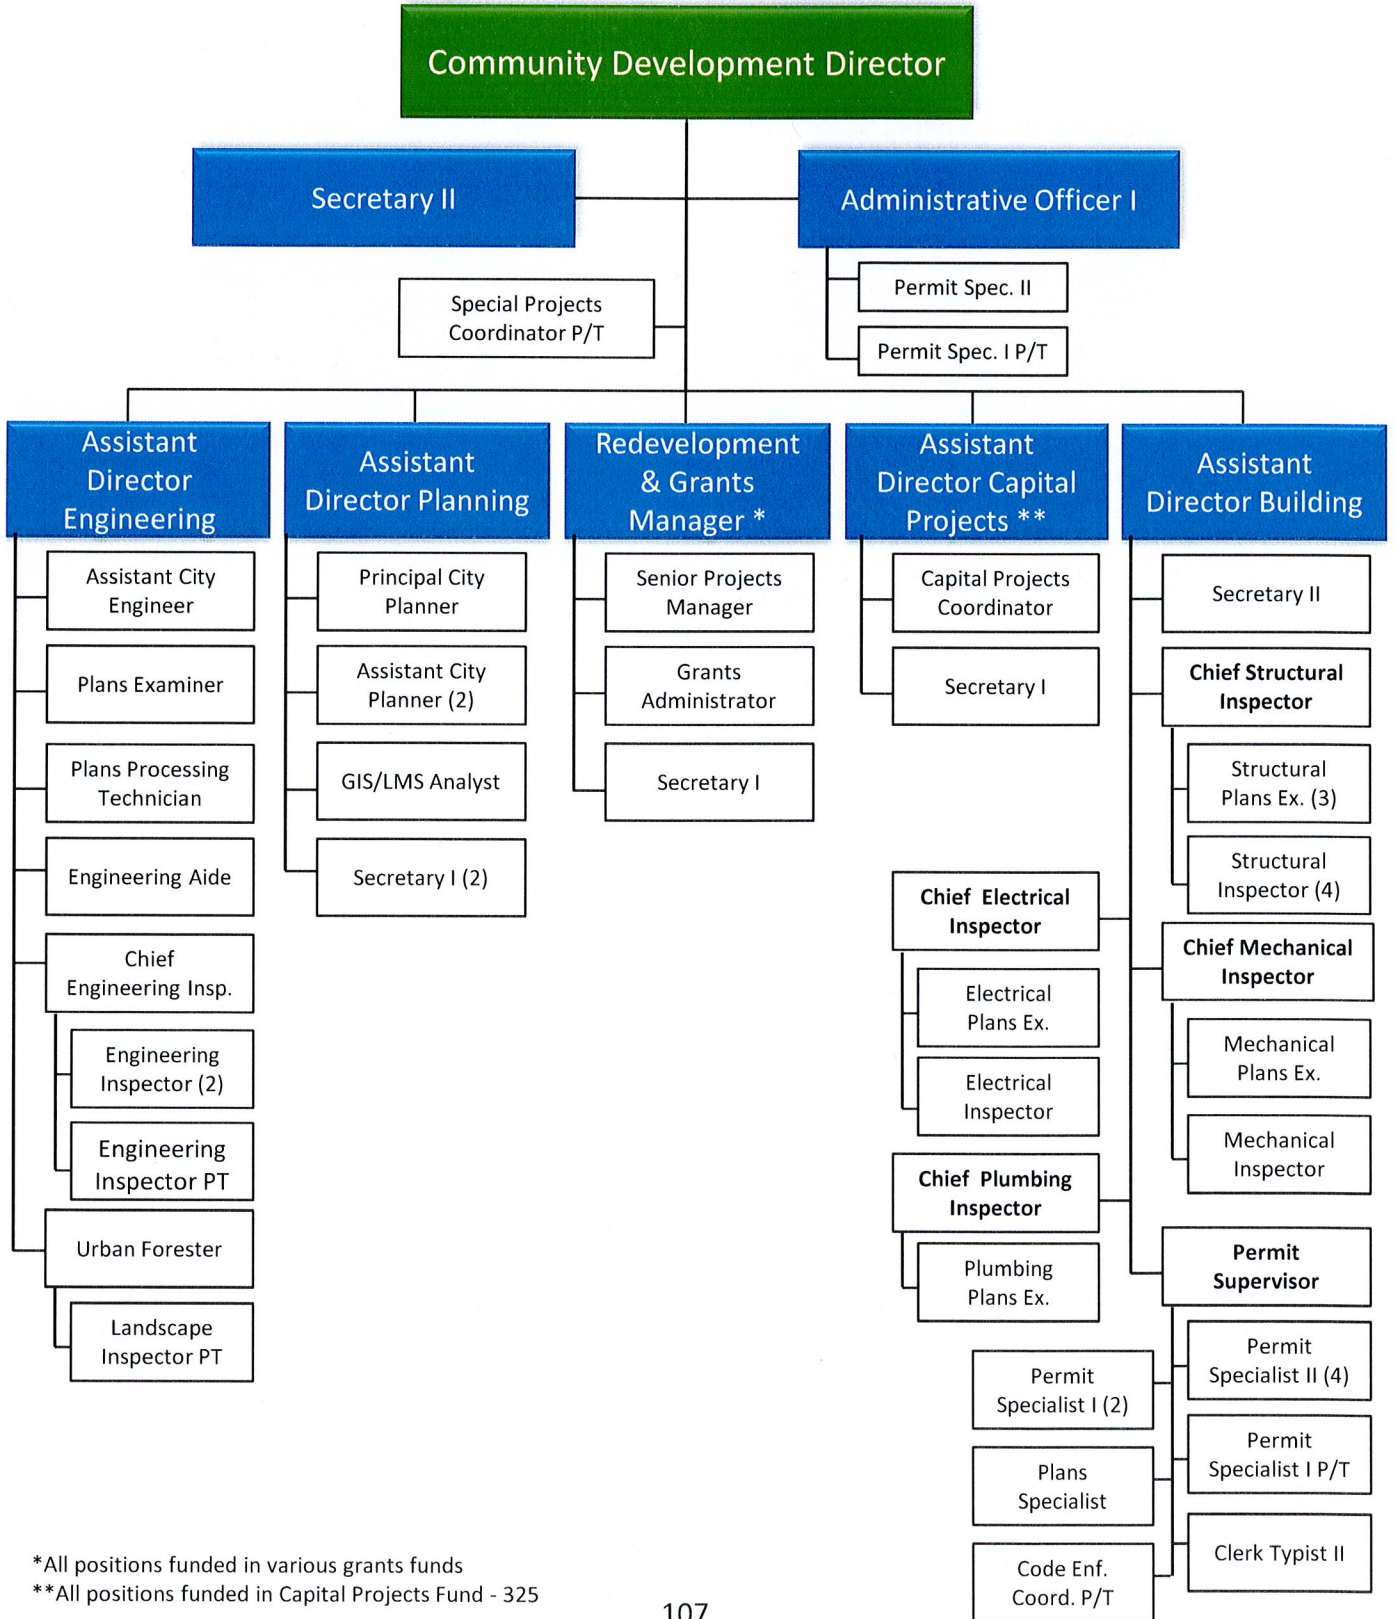 Community Development Director
Secretary II
Administrative Officer I
Special Projects
Coordinator P/T
Permit Spec. II
Permit Spec. I P/T
Assistant
Director
Engineering
Assistant City
Engineer
Plans Examiner
Plans Processing
Technician
Engineering Aide
Chief
Engineering Insp.
Engineering
Inspector (2)
Engineering
Inspector PT
Urban Forester
Landscape
Inspector PT
Assistant
Director Planning
Principal City
Planner
Assistant City
Planner (2)
GIS/LMS Analyst
Secretary I (2)
Redevelopment
& Grants
Manager *
Senior Projects
Manager
Grants
Administrator
Secretary I
Assistant
Director Capital
Projects **
Capital Projects
Coordinator
Secretary I
Assistant
Director Building
Secretary II
Chief Structural
Inspector
Structural
Plans Ex. (3)
Structural
Inspector (4)
Chief Electrical
Inspector
Electrical
Plans Ex.
Electrical
Inspector
Chief Mechanical
Inspector
Mechanical
Plans Ex.
Mechanical
Inspector
Chief Plumbing
Inspector
Plumbing
Plans Ex.
Permit
Supervisor
Permit
Specialist II (4)
Permit
Specialist I (2)
Permit
Specialist I P/T
Plans
Specialist
Clerk Typist II
Code Enf.
Coord. P/T
*All positions funded in various grants funds
**All positions funded in Capital Projects Fund - 325
107